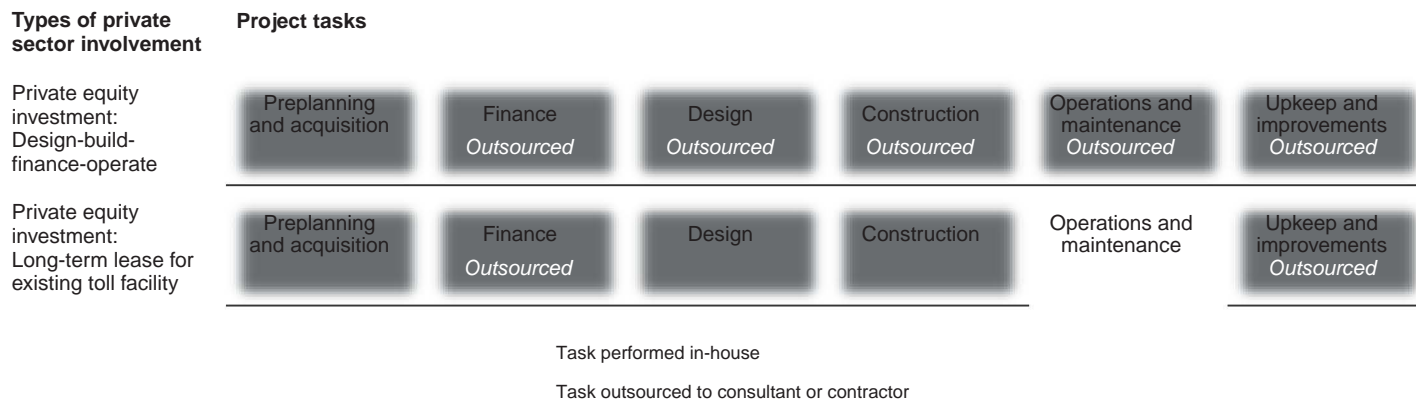 Types of private
sector involvement
Project tasks
Private equity
investment:
Design-build-
finance-operate
Preplanning
and acquisition
Finance
Outsourced
Design
Outsourced
Construction
Outsourced
Operations and
maintenance
Outsourced
Upkeep and
improvements
Outsourced
Private equity
investment:
Long-term lease for
existing toll facility
Preplanning
and acquisition
Finance
Outsourced
Design
Construction
Operations and
maintenance
Upkeep and
improvements
Outsourced
Task performed in-house
Task outsourced to consultant or contractor